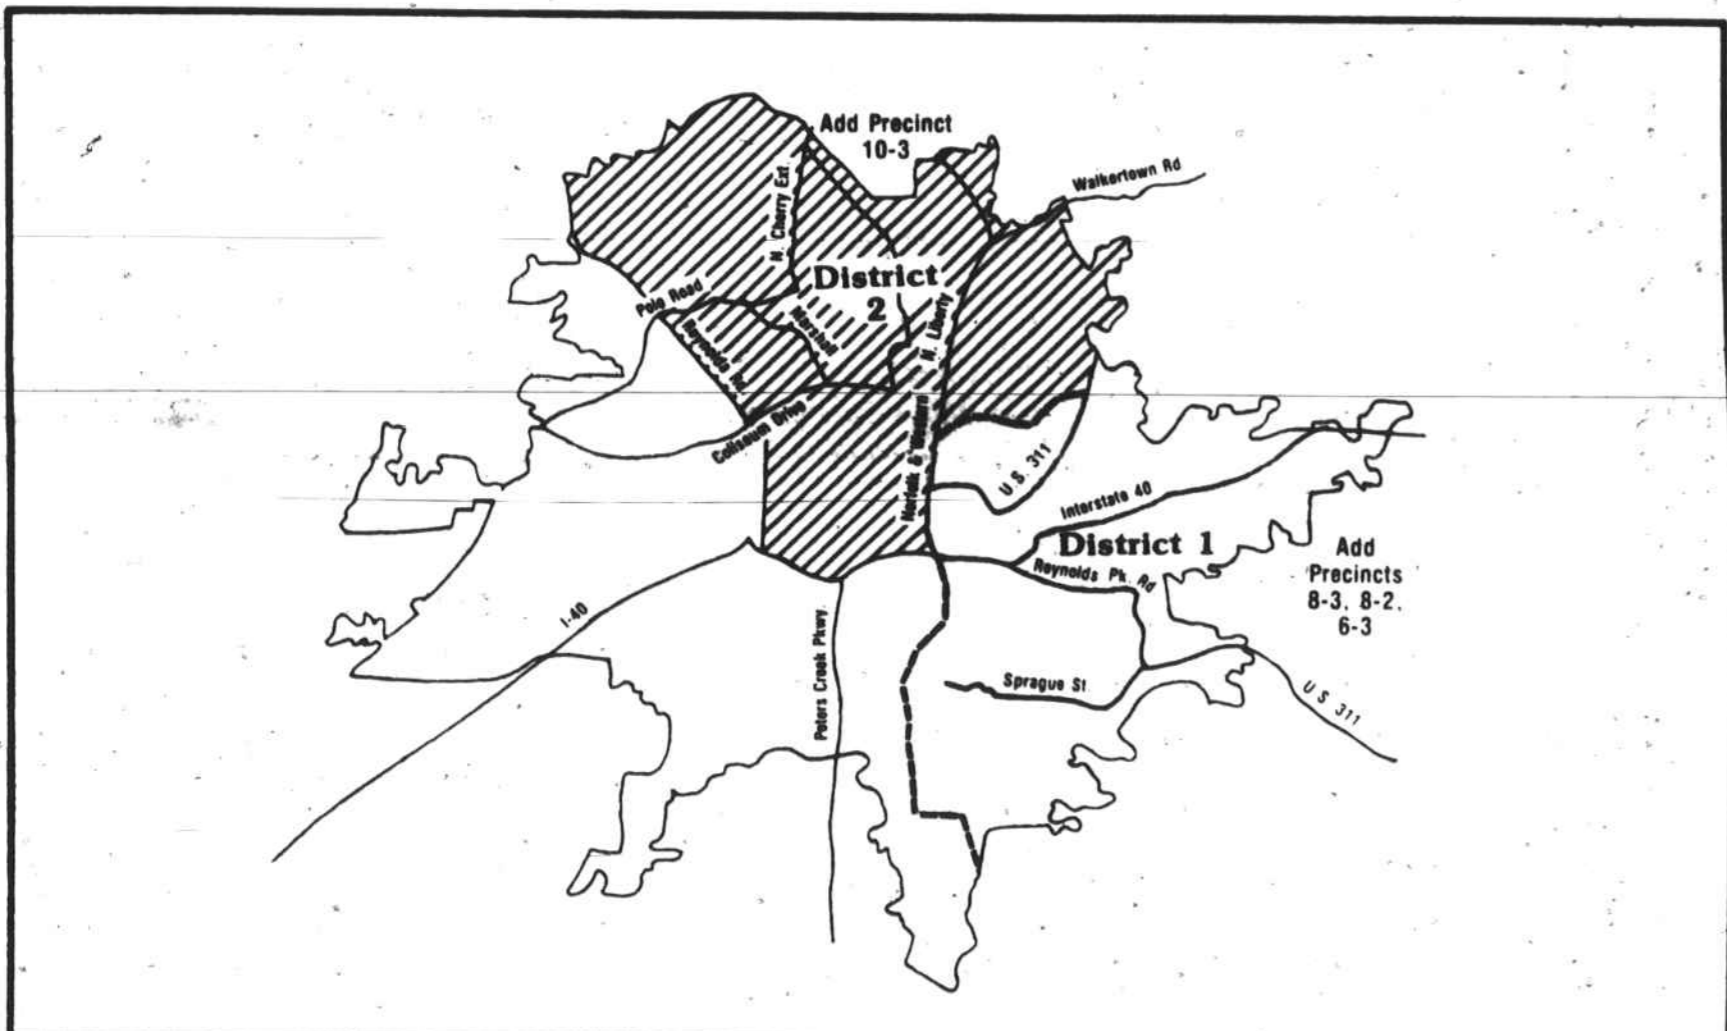 Add Precinct
10-3
Walkertown Rd
N. Cherry Ext.
District
2
Polo Road
Marshall
Reynolds Rd.
N. Liberty
Coliseum Drive
Norfolk & Western
U.S. 311
Interstate 40
District 1
Reynolds Pk. Rd
Add
Precincts
8-3, 8-2,
6-3
I-40
Peters Creek Pkwy.
Sprague St
U S 311